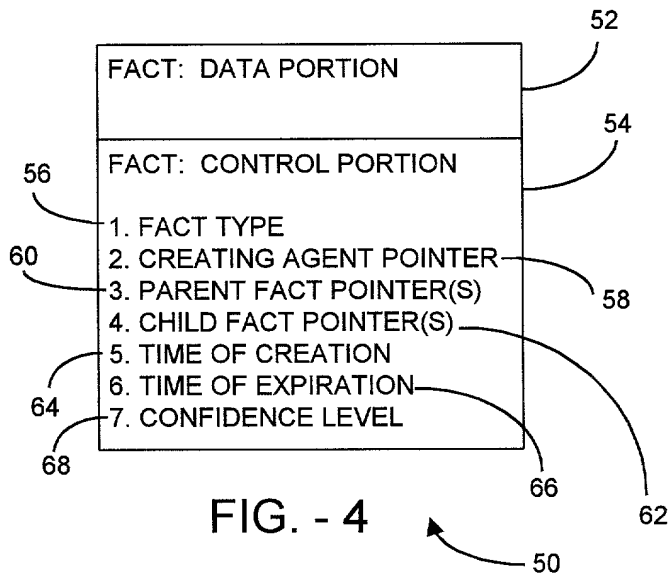 52
FACT: DATA PORTION
54
FACT: CONTROL PORTION
56
1. FACT TYPE
60
2. CREATING AGENT POINTER
58
3. PARENT FACT POINTER(S)
4. CHILD FACT POINTER(S)
5. TIME OF CREATION
64
6. TIME OF EXPIRATION
7. CONFIDENCE LEVEL
68
66
62
FIG. - 4
50